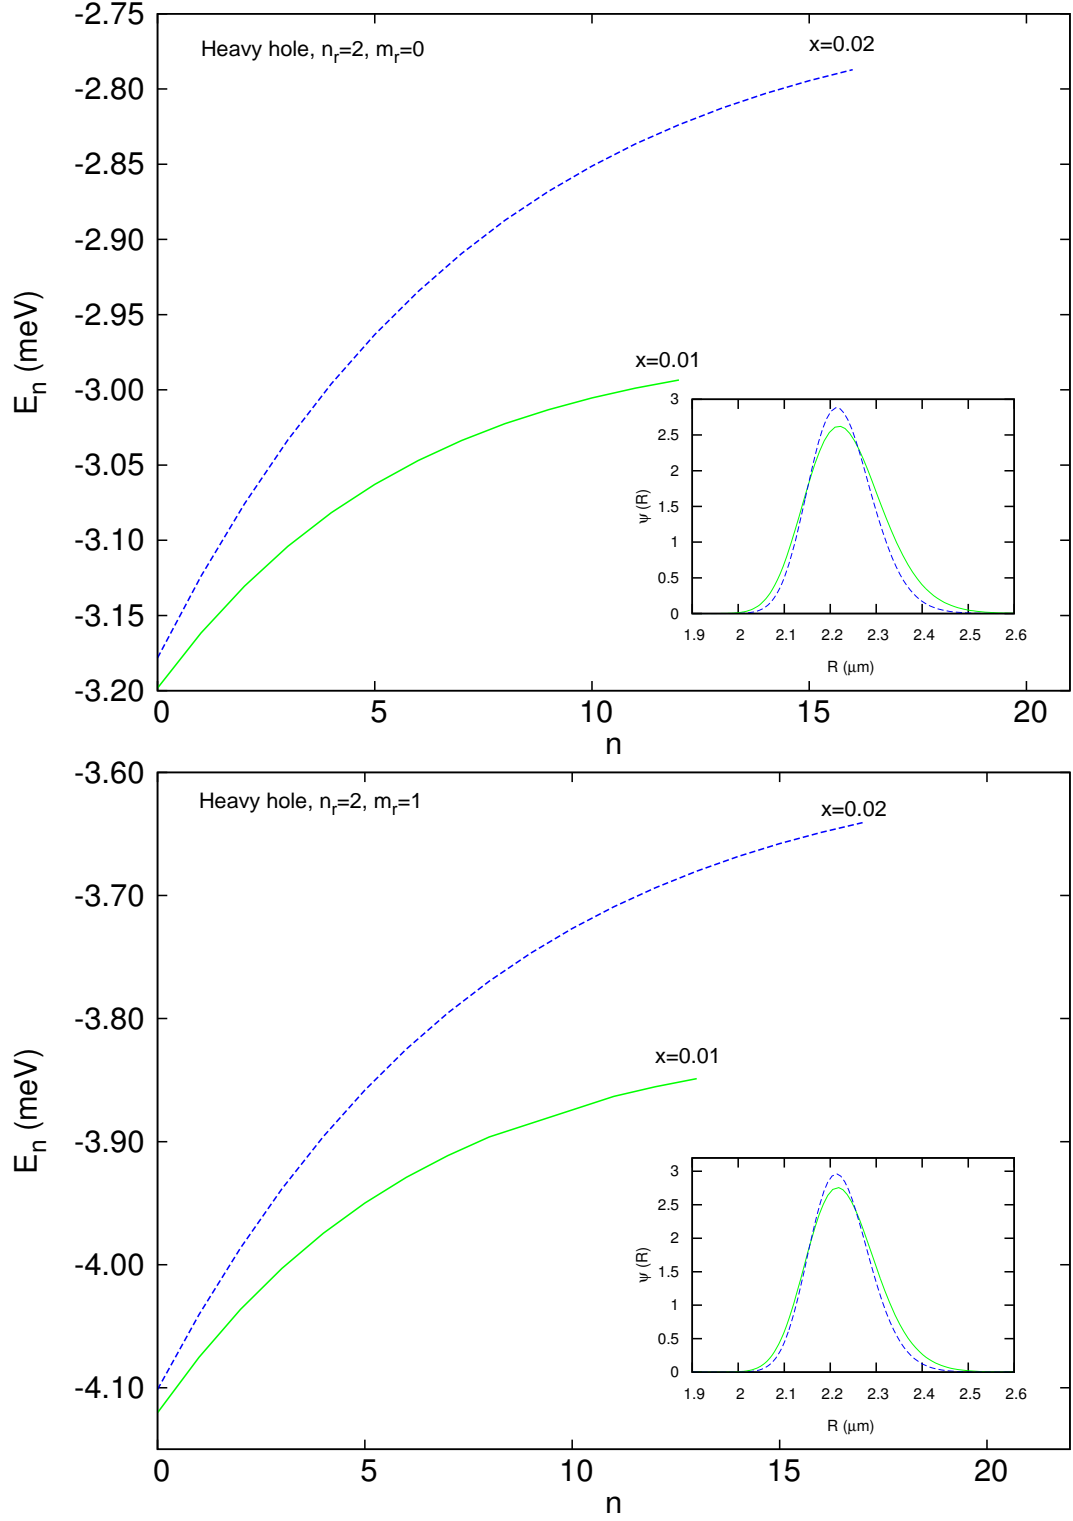 -2.75
Heavy hole, n_r=2, m_r=0
x=0.02
-2.80
-2.85
-2.90
-2.95
E_n (meV)
-3.00
x=0.01
-3.05
-3.10
-3.15
-3.20
0 5 10 15 20
n
3
2.5
2
1.5
1
0.5
0
ψ (R)
1.9 2 2.1 2.2 2.3 2.4 2.5 2.6
R (μm)
-3.60
Heavy hole, n_r=2, m_r=1
x=0.02
-3.70
-3.80
E_n (meV)
x=0.01
-3.90
-4.00
-4.10
0 5 10 15 20
n
3
2.5
2
1.5
1
0.5
0
ψ (R)
1.9 2 2.1 2.2 2.3 2.4 2.5 2.6
R (μm)